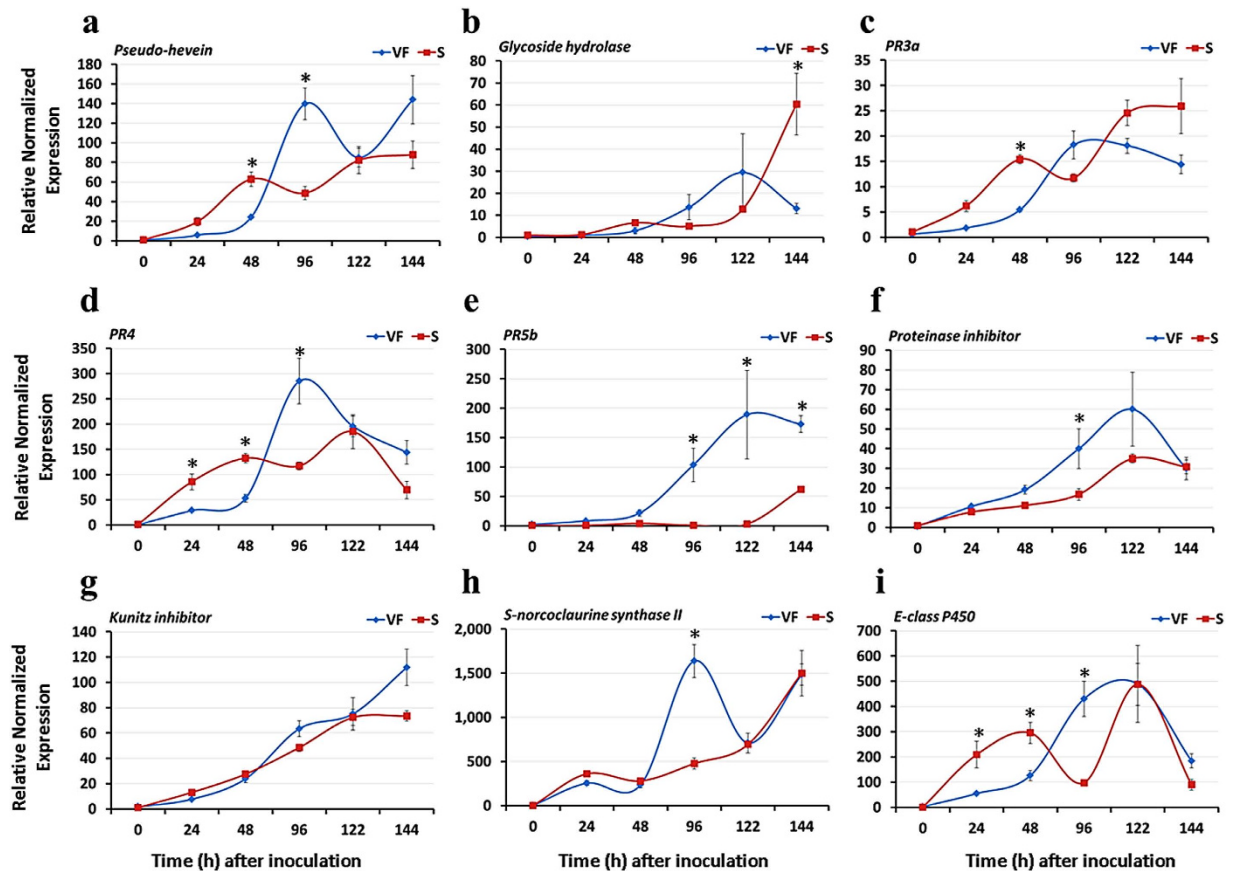 a
Pseudo-hevein
VF S
Relative Normalized
Expression
180
160
140
120
100
80
60
40
20
0
*
*
0 24 48 96 122 144
b
Glycoside hydrolase
VF S
80
70
60
50
40
30
20
10
0
*
0 24 48 96 122 144
c
PR3a
VF S
35
30
25
20
15
10
5
0
*
0 24 48 96 122 144
d
PR4
VF S
Relative Normalized
Expression
350
300
250
200
150
100
50
0
*
*
*
0 24 48 96 122 144
e
PR5b
VF S
300
250
200
150
100
50
0
*
*
*
0 24 48 96 122 144
f
Proteinase inhibitor
VF S
90
80
70
60
50
40
30
20
10
0
*
0 24 48 96 122 144
g
Kunitz inhibitor
VF S
Relative Normalized
Expression
140
120
100
80
60
40
20
0
0 24 48 96 122 144
Time (h) after inoculation
h
S-norcoclaurine synthase II
VF S
2,000
1,500
1,000
500
0
*
0 24 48 96 122 144
Time (h) after inoculation
i
E-class P450
VF S
700
600
500
400
300
200
100
0
*
*
*
0 24 48 96 122 144
Time (h) after inoculation